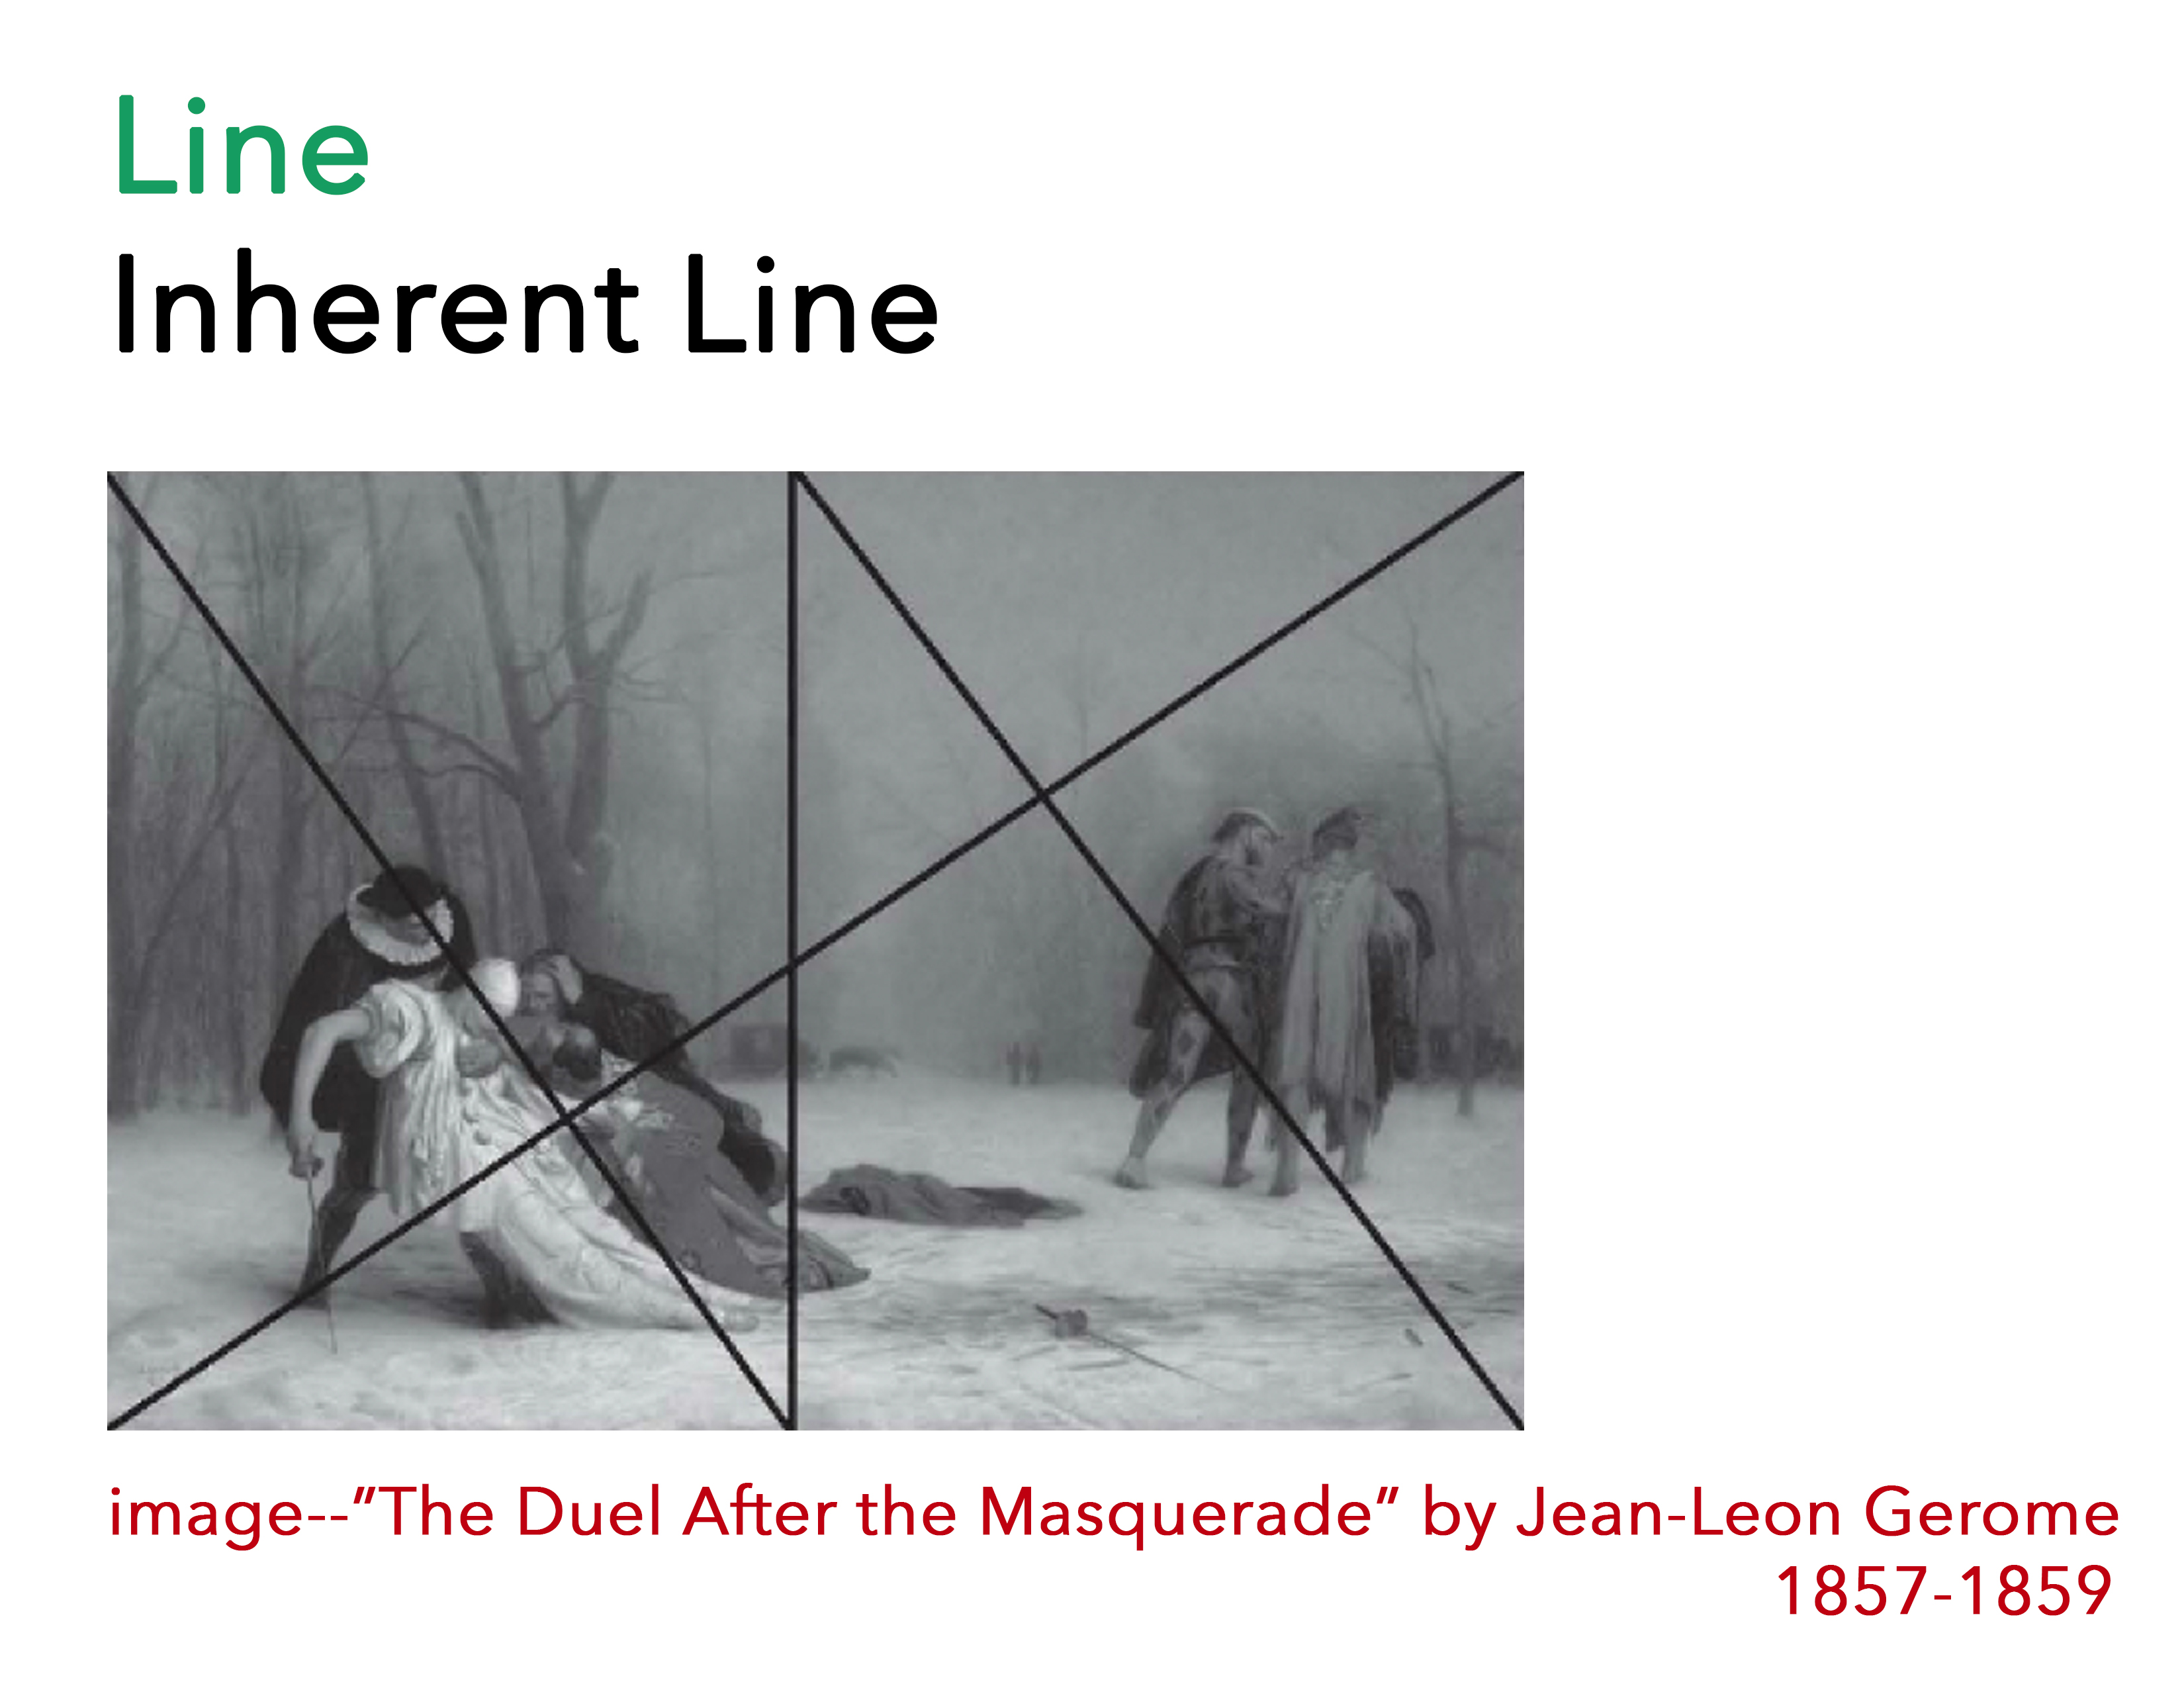 Line
Inherent Line
image--"The Duel After the Masquerade" by Jean-Leon Gerome
1857-1859